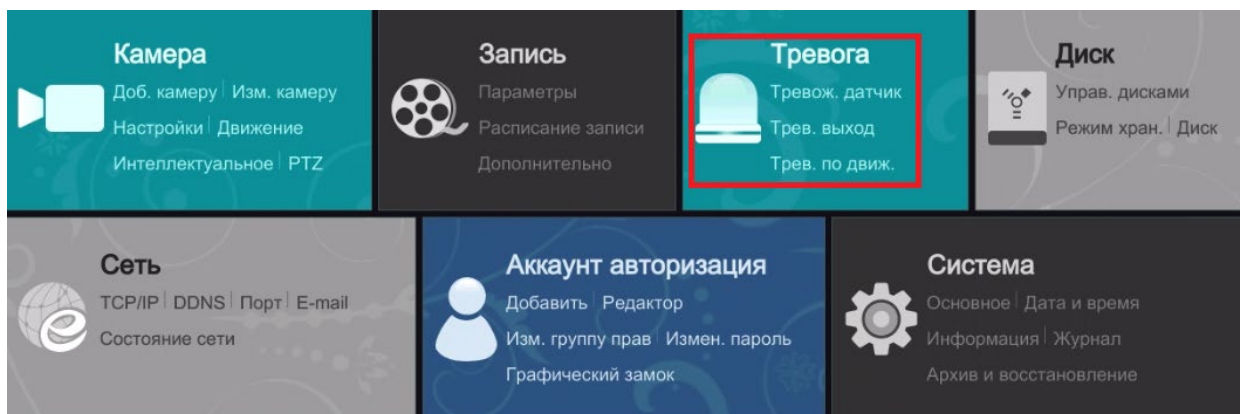 Камера
Доб. камеру | Изм. камеру
Настройки | Движение
Интеллектуальное | PTZ
Запись
Параметры
Расписание записи
Дополнительно
Тревога
Тревож. датчик
Трев. выход
Трев. по движ.
Диск
Управ. дисками
Режим хран. | Диск
Сеть
TCP/IP | DDNS | Порт | E-mail
Состояние сети
Аккаунт авторизация
Добавить | Редактор
Изм. группу прав | Измен. пароль
Графический замок
Система
Основное | Дата и время
Информация | Журнал
Архив и восстановление